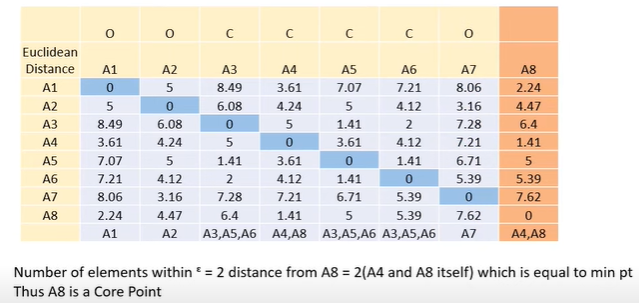 O O C C C C O
Euclidean
Distance A1 A2 A3 A4 A5 A6 A7 A8
A1 0 5 8.49 3.61 7.07 7.21 8.06 2.24
A2 5 0 6.08 4.24 5 4.12 3.16 4.47
A3 8.49 6.08 0 5 1.41 2 7.28 6.4
A4 3.61 4.24 5 0 3.61 4.12 7.21 1.41
A5 7.07 5 1.41 3.61 0 1.41 6.71 5
A6 7.21 4.12 2 4.12 1.41 0 5.39 5.39
A7 8.06 3.16 7.28 7.21 6.71 5.39 0 7.62
A8 2.24 4.47 6.4 1.41 5 5.39 7.62 0
A1 A2 A3,A5,A6 A4,A8 A3,A5,A6 A3,A5,A6 A7 A4,A8
Number of elements within ᵋ = 2 distance from A8 = 2(A4 and A8 itself) which is equal to min pt
Thus A8 is a Core Point